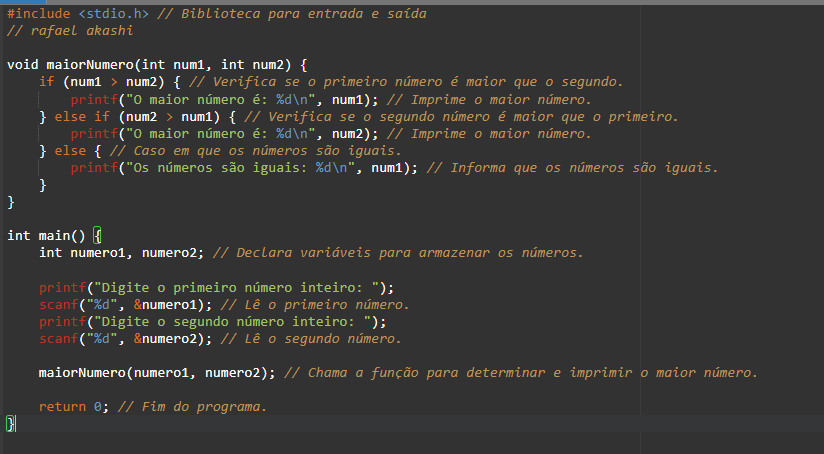 #include <stdio.h> // Biblioteca para entrada e saída
// rafael akashi
void maiorNumero(int num1, int num2) {
if (num1 > num2) { // Verifica se o primeiro número é maior que o segundo.
printf("O maior número é: %d\n", num1); // Imprime o maior número.
} else if (num2 > num1) { // Verifica se o segundo número é maior que o primeiro.
printf("O maior número é: %d\n", num2); // Imprime o maior número.
} else { // Caso em que os números são iguais.
printf("Os números são iguais: %d\n", num1); // Informa que os números são iguais.
}
}
int main() {
int numero1, numero2; // Declara variáveis para armazenar os números.
printf("Digite o primeiro número inteiro: ");
scanf("%d", &numero1); // Lê o primeiro número.
printf("Digite o segundo número inteiro: ");
scanf("%d", &numero2); // Lê o segundo número.
maiorNumero(numero1, numero2); // Chama a função para determinar e imprimir o maior número.
return 0; // Fim do programa.
}